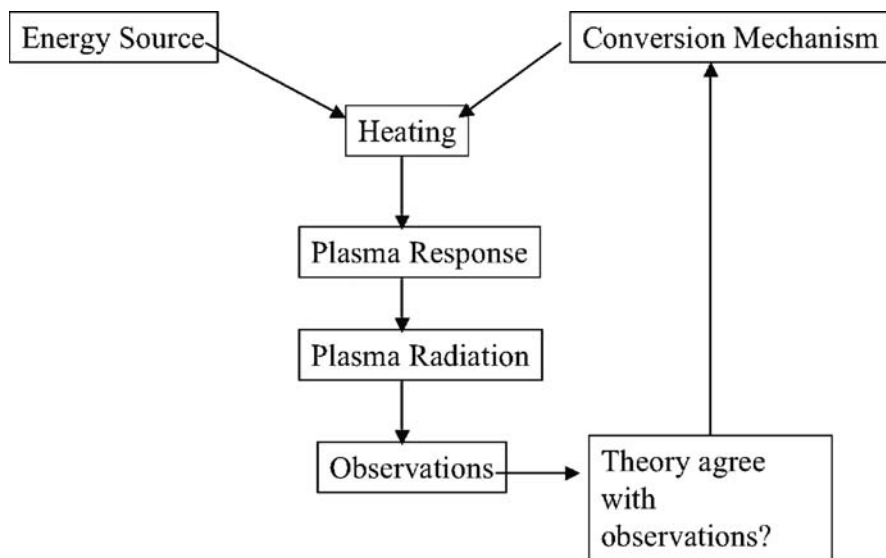 Energy Source
Conversion Mechanism
Heating
Plasma Response
Plasma Radiation
Observations
Theory agree
with
observations?